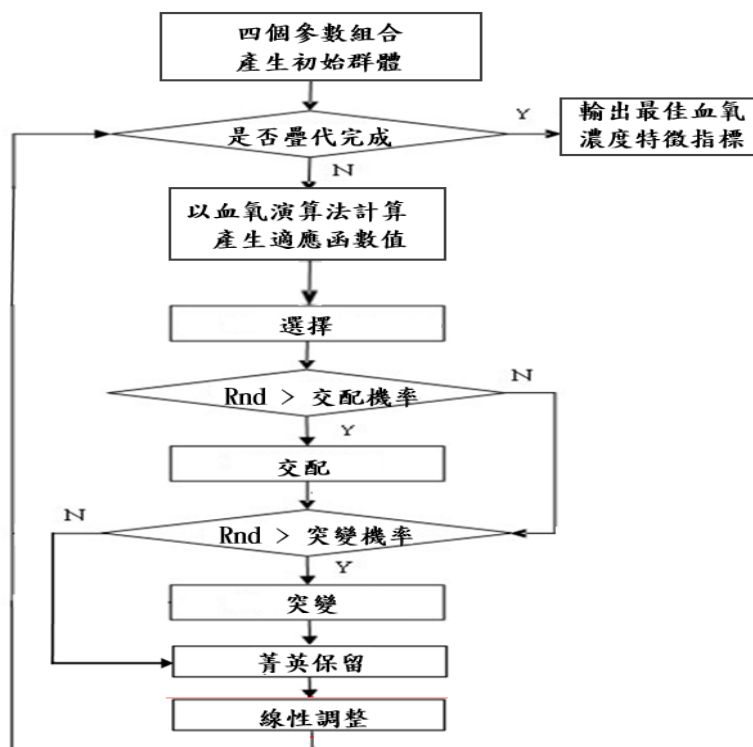 四個參數組合
產生初始群體
是否疊代完成
Y
輸出最佳血氧
濃度特徵指標
N
以血氧演算法計算
產生適應函數值
選擇
Rnd > 交配機率
N
Y
交配
Rnd > 突變機率
N
Y
突變
菁英保留
線性調整